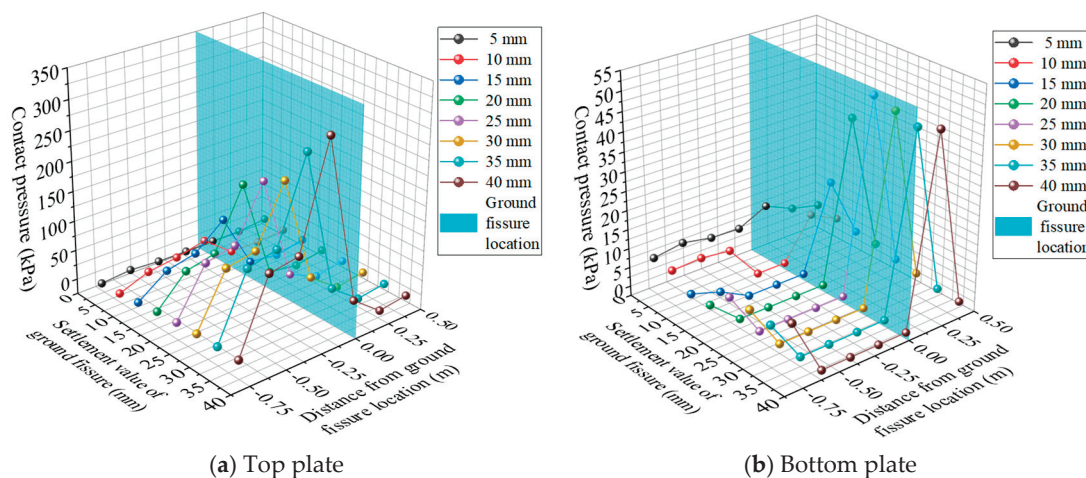 350
300
250
200
150
100
50
0
Contact pressure (kPa)
0
5
10
15
20
25
30
35
40
Settlement value of
ground fissure (mm)
−0.75
−0.50
−0.25
0.00
0.25
0.50
Distance from ground
fissure location (m)
5 mm
10 mm
15 mm
20 mm
25 mm
30 mm
35 mm
40 mm
Ground
fissure
location
(a) Top plate
55
50
45
40
35
30
25
20
15
10
5
0
Contact pressure (kPa)
5
10
15
20
25
30
35
40
Settlement value of
ground fissure (mm)
−0.75
−0.50
−0.25
0.00
0.25
0.50
Distance from ground
fissure location (m)
5 mm
10 mm
15 mm
20 mm
25 mm
30 mm
35 mm
40 mm
Ground
fissure
location
(b) Bottom plate